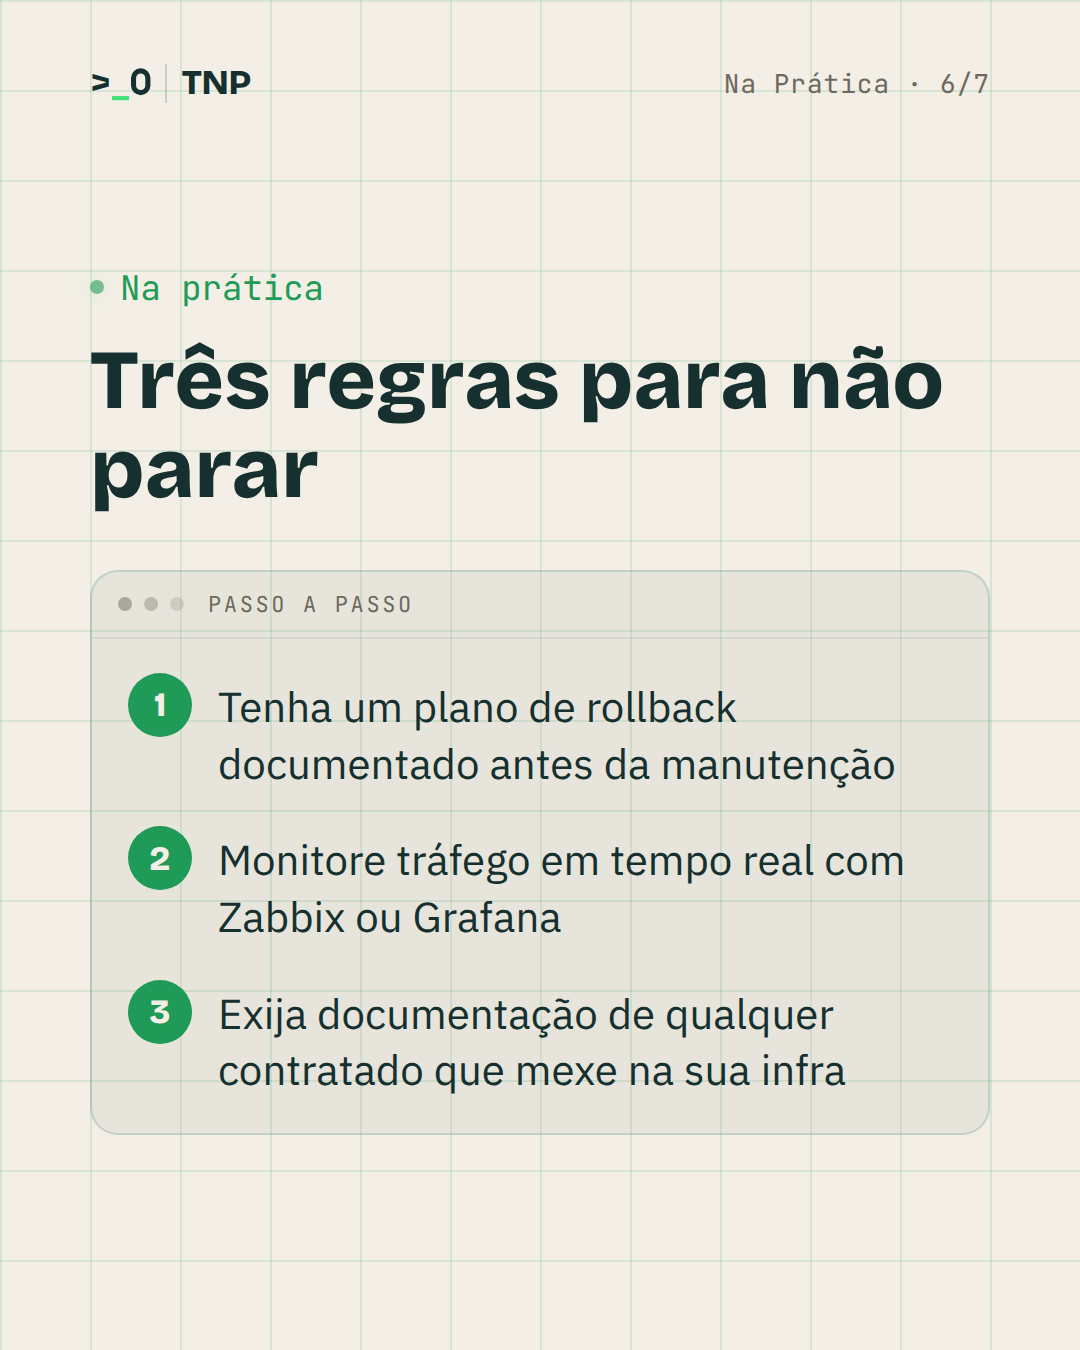 >_O TNP
Na Prática · 6/7
Na prática
Três regras para não
parar
PASSO A PASSO
1 Tenha um plano de rollback
documentado antes da manutenção
2 Monitore tráfego em tempo real com
Zabbix ou Grafana
3 Exija documentação de qualquer
contratado que mexe na sua infra